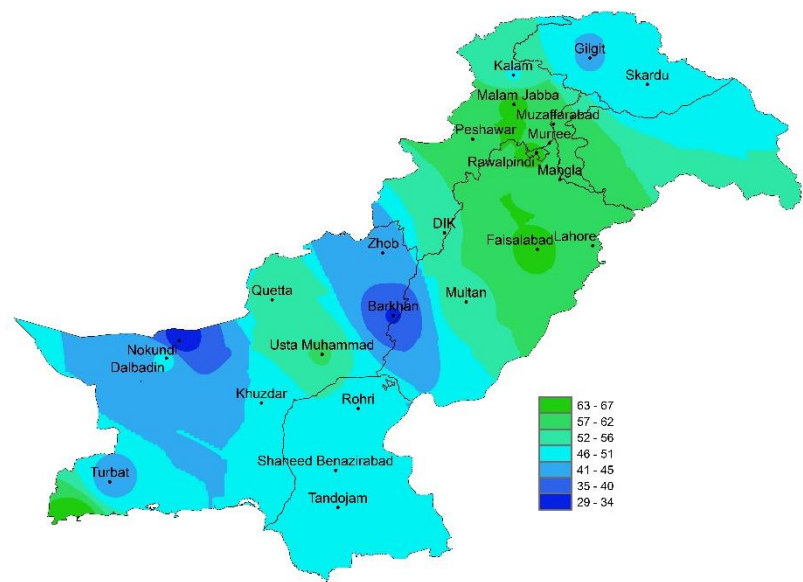 Gilgit
Kalam
Skardu
Malam Jabba
Muzaffarabad
Peshawar
Murree
Rawalpindi
Mangla
DIK
Zhob
Faisalabad
Lahore
Quetta
Barkhan
Multan
Nokundi
Usta Muhammad
Dalbadin
Khuzdar
Rohri
Turbat
Shaheed Benazirabad
Tandojam
63 - 67
57 - 62
52 - 56
46 - 51
41 - 45
35 - 40
29 - 34